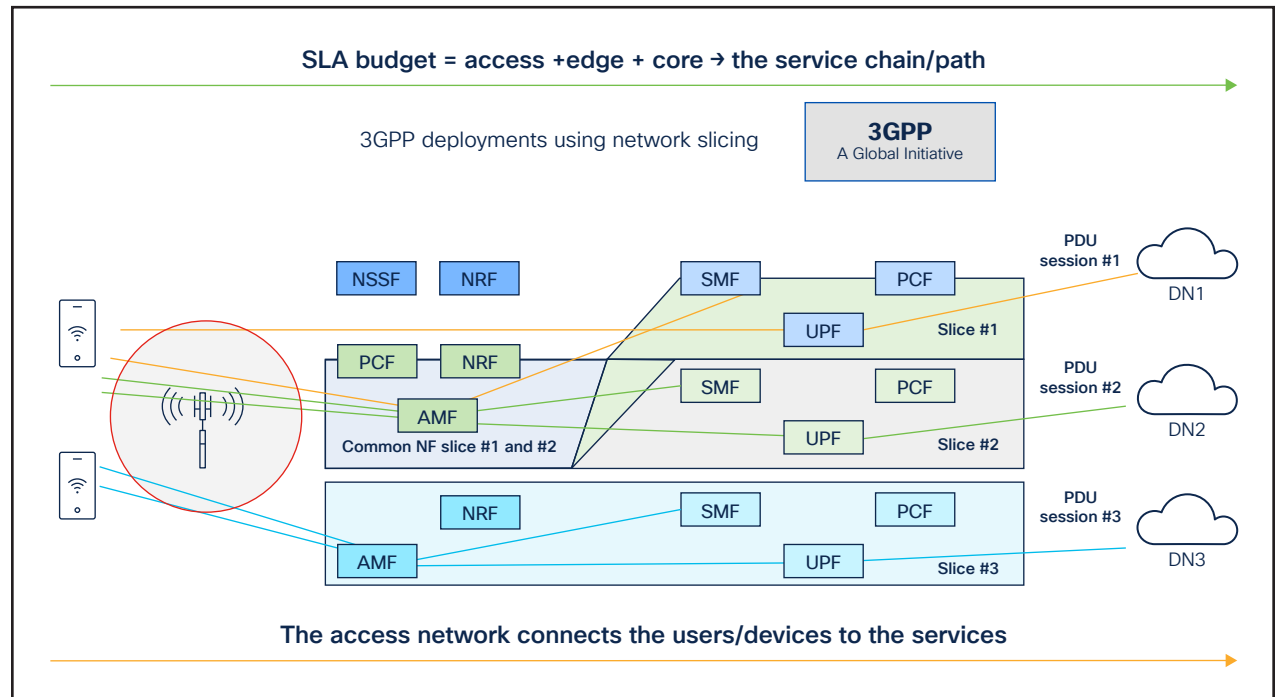 SLA budget = access +edge + core → the service chain/path
3GPP deployments using network slicing
3GPP
A Global Initiative
PDU
session #1
DN1
NSSF
NRF
SMF
PCF
UPF
Slice #1
PCF
NRF
AMF
Common NF slice #1 and #2
SMF
PCF
UPF
Slice #2
PDU
session #2
DN2
NRF
SMF
PCF
AMF
UPF
Slice #3
PDU
session #3
DN3
The access network connects the users/devices to the services